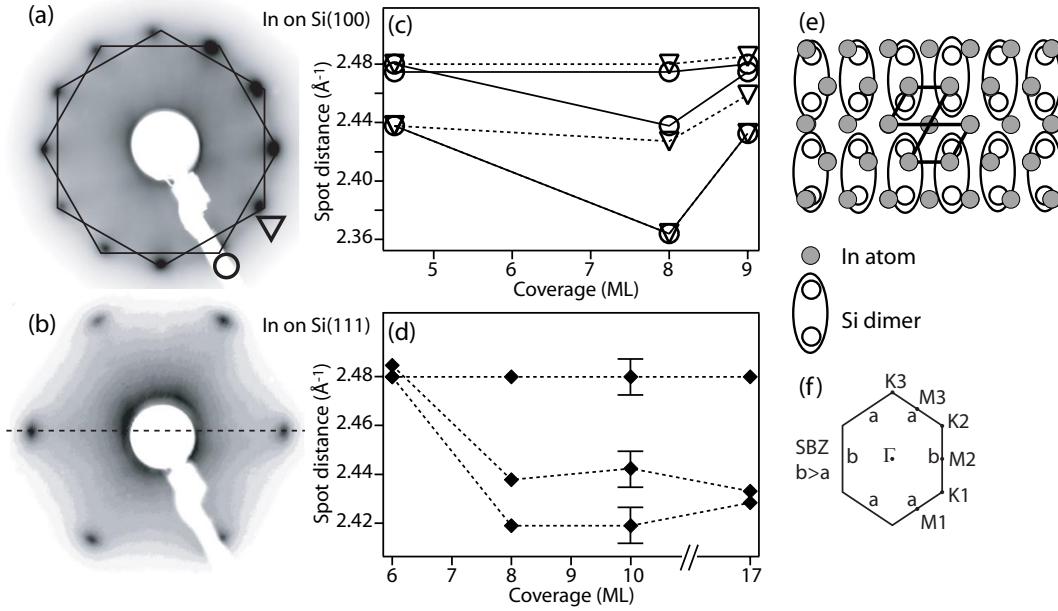 (a)
In on Si(100)
(b)
In on Si(111)
(c)
Spot distance (Å-1)
2.48
2.44
2.40
2.36
5
6
7
8
9
Coverage (ML)
(d)
Spot distance (Å-1)
2.48
2.46
2.44
2.42
6
7
8
9
10
17
Coverage (ML)
(e)
In atom
Si dimer
(f)
K3
M3
a
a
K2
SBZ
b>a
b
Γ
b
M2
K1
a
a
M1